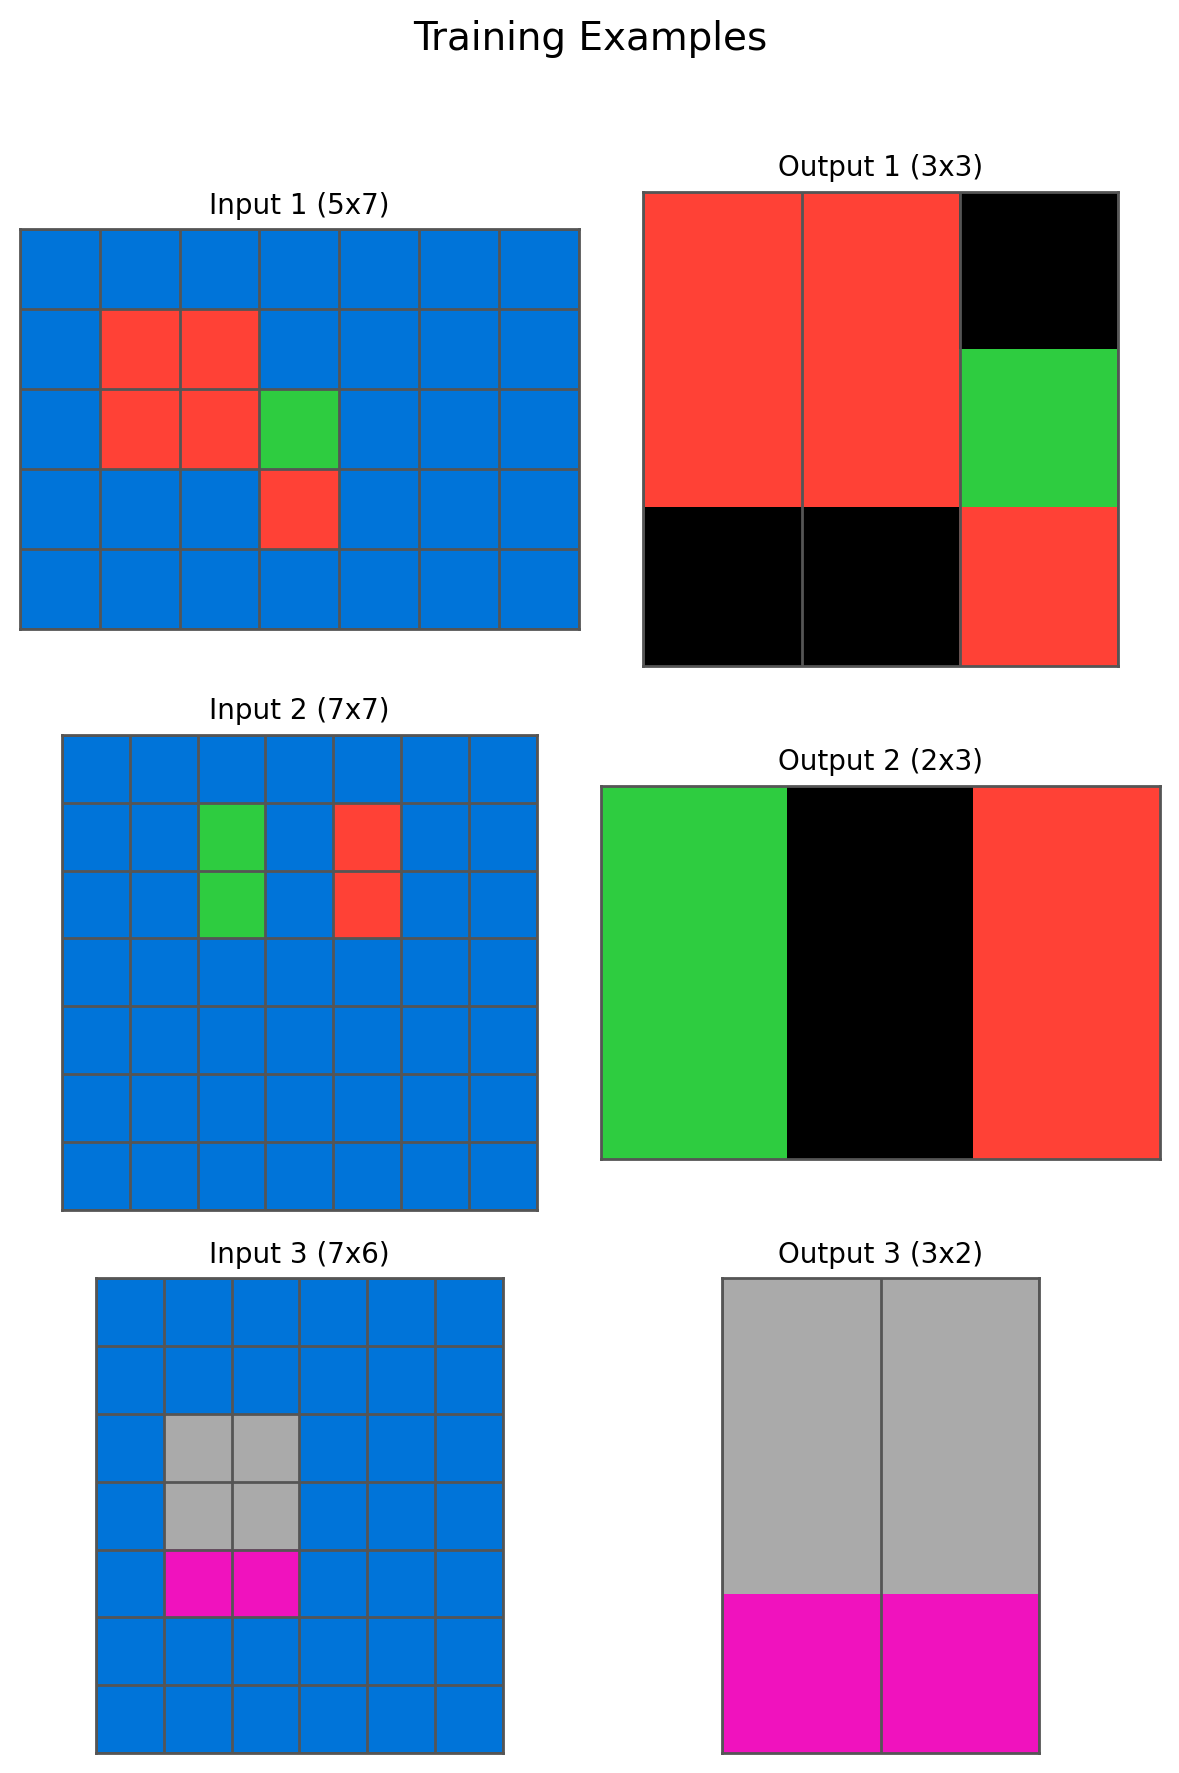 Training Examples
Input 1 (5x7)
Output 1 (3x3)
Input 2 (7x7)
Output 2 (2x3)
Input 3 (7x6)
Output 3 (3x2)